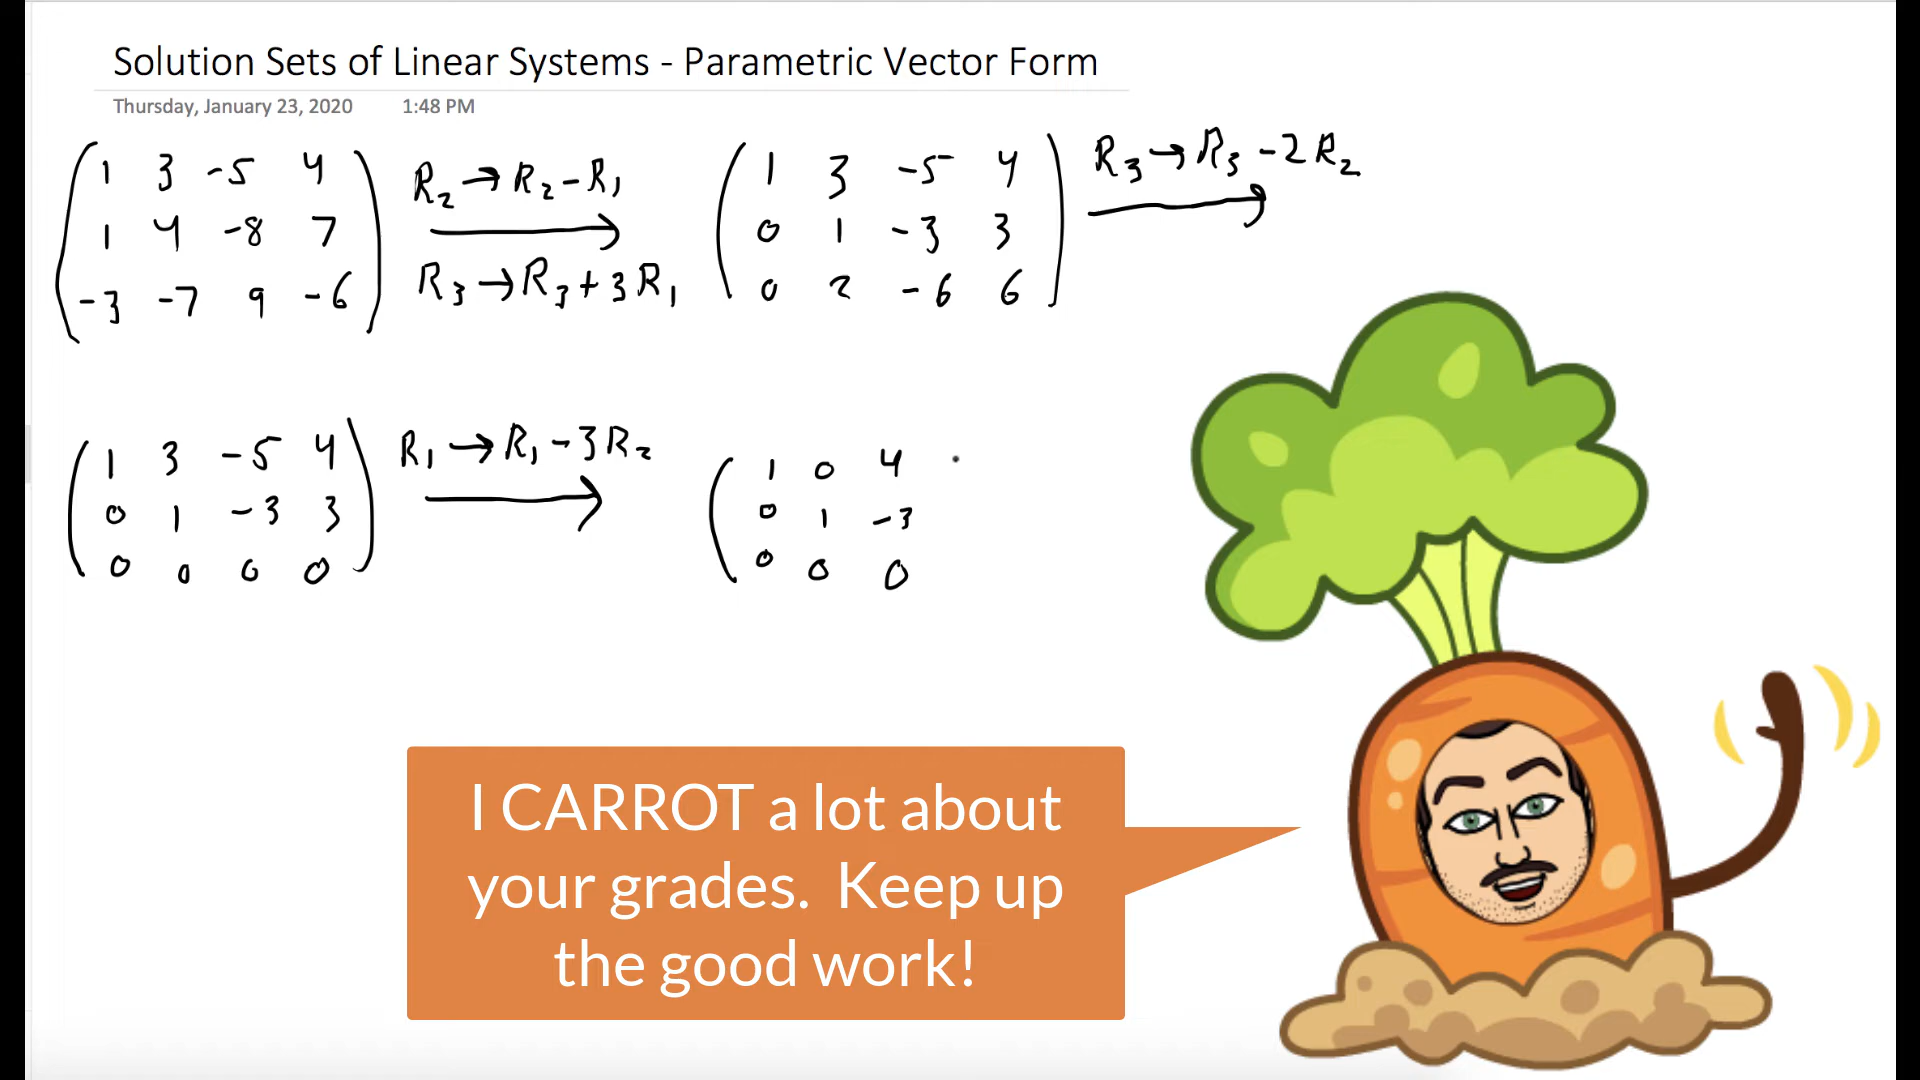 Solution Sets of Linear Systems - Parametric Vector Form
Thursday, January 23, 2020 1:48 PM
1 3 -5 4
1 4 -8 7
-3 -7 9 -6
R₂ → R₂ - R₁
R₃ → R₃ + 3R₁
1 3 -5 4
0 1 -3 3
0 2 -6 6
R₃ → R₃ - 2R₂
1 3 -5 4
0 1 -3 3
0 0 0 0
R₁ → R₁ - 3R₂
1 0 4
0 1 -3
0 0 0
I CARROT a lot about
your grades. Keep up
the good work!